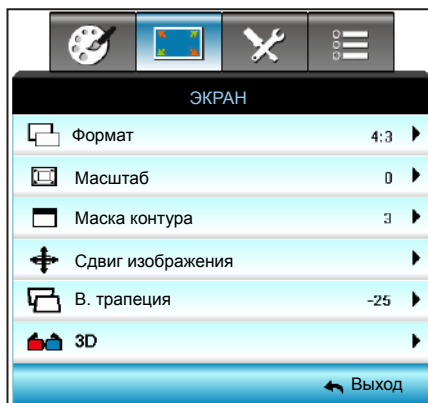 ЭКРАН
Формат 4:3
Масштаб 0
Маска контура 3
Сдвиг изображения
В. трапеция -25
3D
Выход